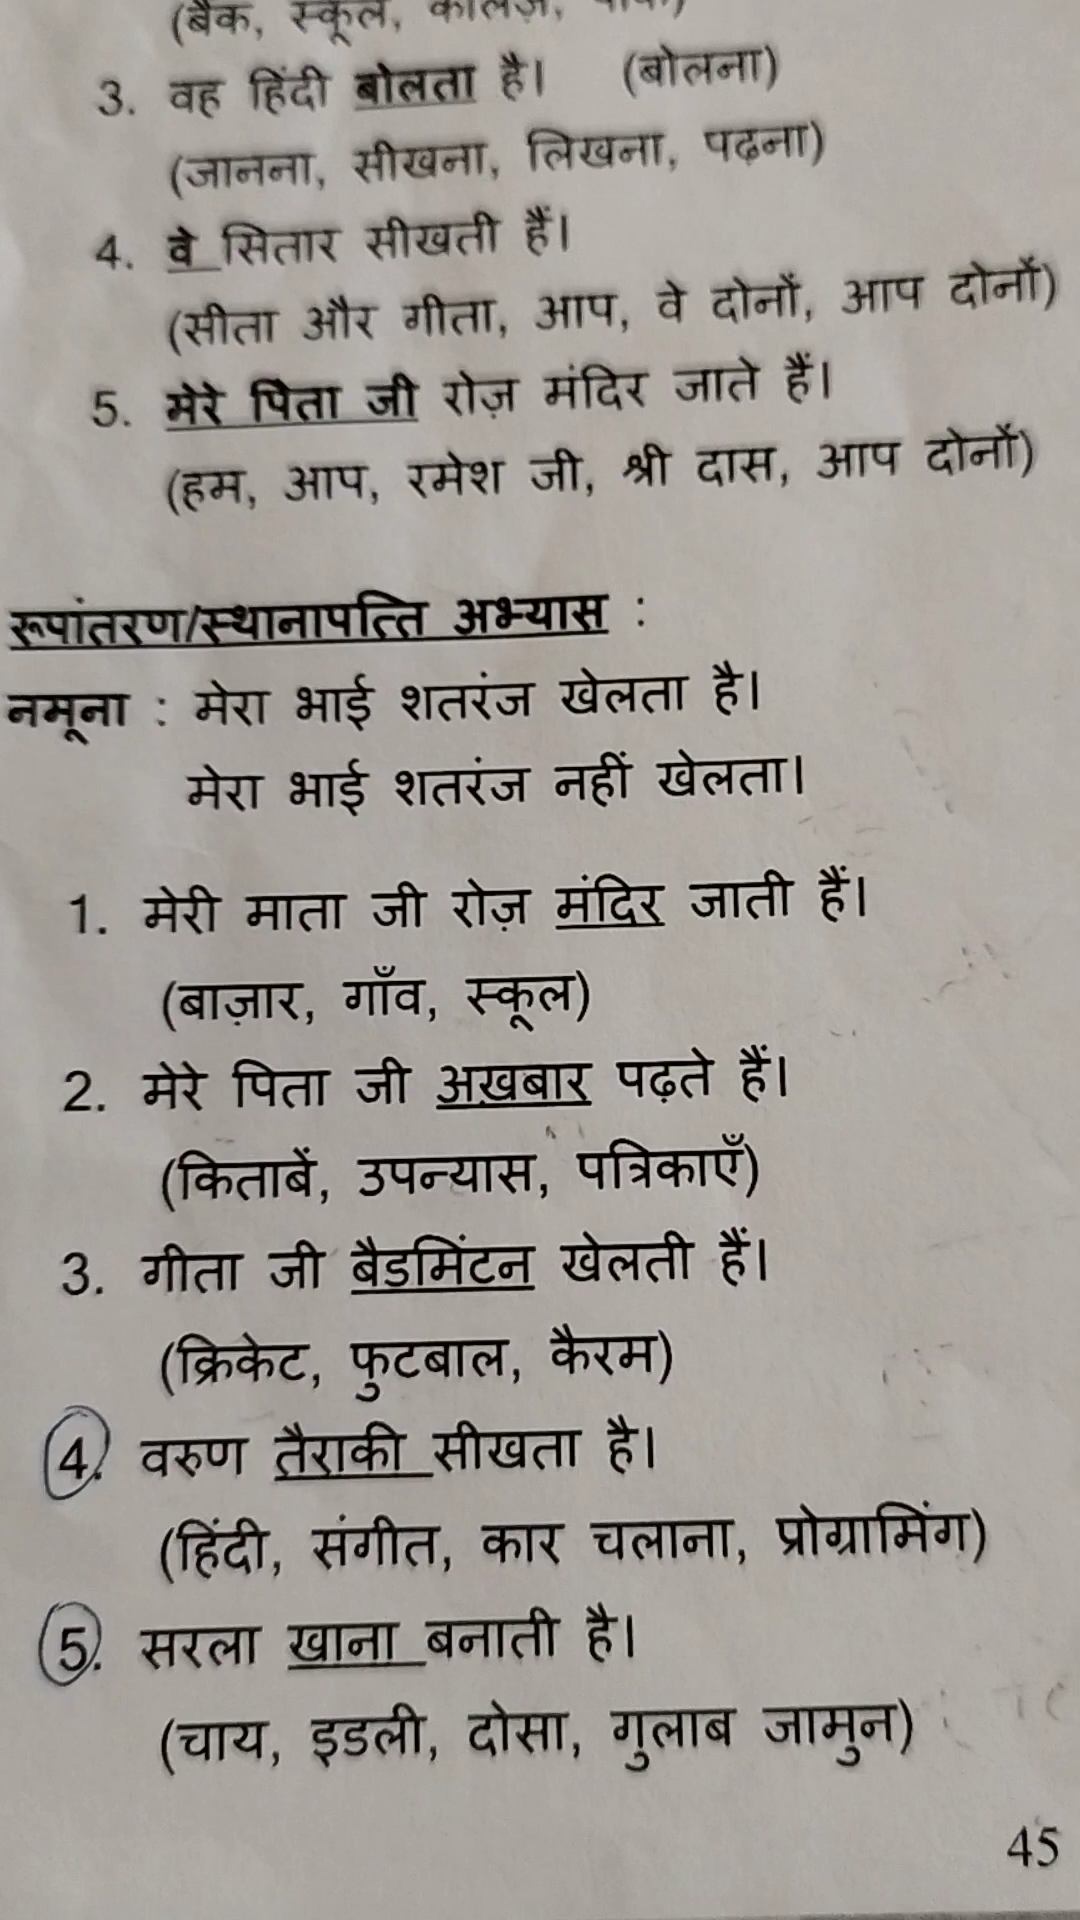 (बैंक, स्कूल, कॉलेज,
3. वह हिंदी बोलता है। (बोलना)
(जानना, सीखना, लिखना, पढ़ना)
4. वे सितार सीखती हैं।
(सीता और गीता, आप, वे दोनों, आप दोनों)
5. मेरे पिता जी रोज़ मंदिर जाते हैं।
(हम, आप, रमेश जी, श्री दास, आप दोनों)
रूपांतरण/स्थानापत्ति अभ्यास :
नमूना : मेरा भाई शतरंज खेलता है।
मेरा भाई शतरंज नहीं खेलता।
1. मेरी माता जी रोज़ मंदिर जाती हैं।
(बाज़ार, गाँव, स्कूल)
2. मेरे पिता जी अख़बार पढ़ते हैं।
(किताबें, उपन्यास, पत्रिकाएँ)
3. गीता जी बैडमिंटन खेलती हैं।
(क्रिकेट, फुटबाल, कैरम)
4. वरुण तैराकी सीखता है।
(हिंदी, संगीत, कार चलाना, प्रोग्रामिंग)
5. सरला खाना बनाती है।
(चाय, इडली, दोसा, गुलाब जामुन)
45